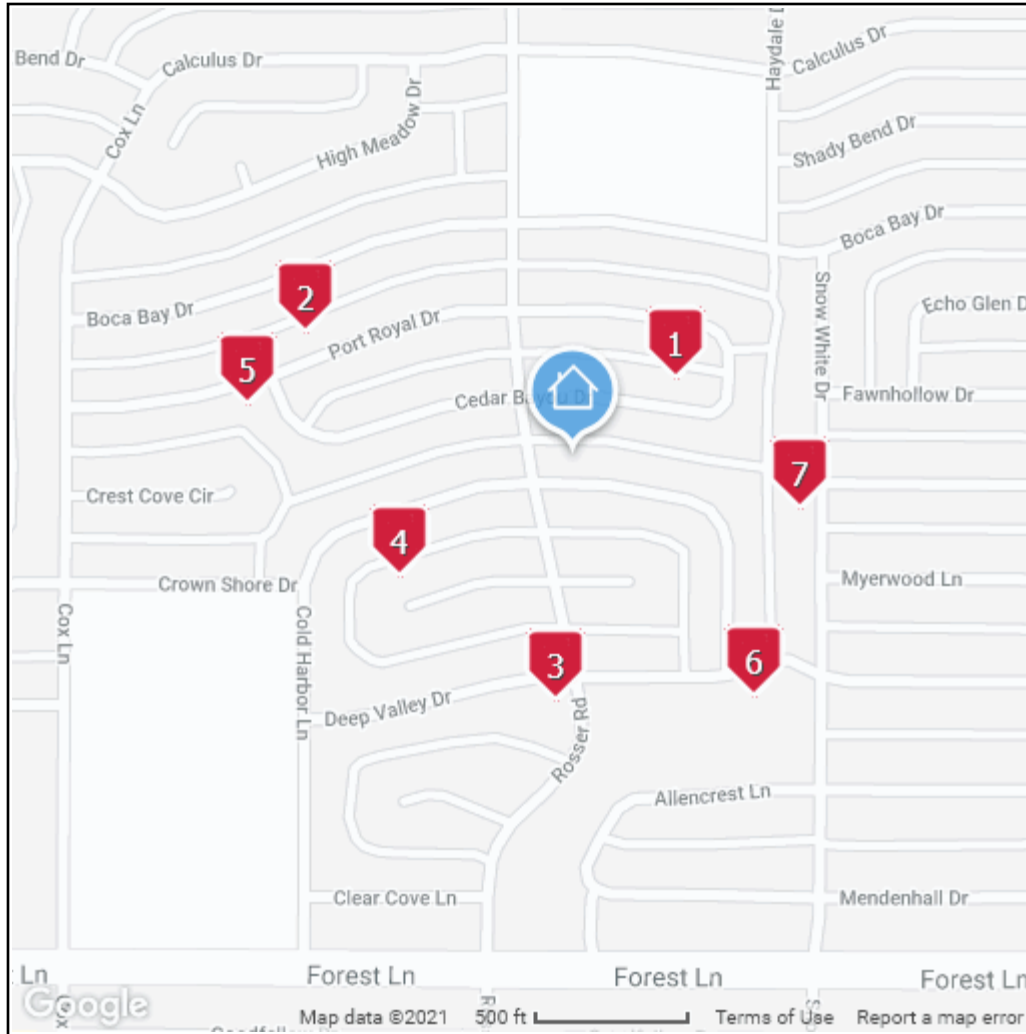 Bend Dr
Calculus Dr
Haydale D
Calculus Dr
Cox Ln
High Meadow Dr
Shady Bend Dr
Boca Bay Dr
Boca Bay Dr
2
Snow White Dr
Echo Glen D
Port Royal Dr
1
5
Cedar Bayou Dr
Fawnhollow Dr
7
Crest Cove Cir
4
Crown Shore Dr
Myerwood Ln
Cox Ln
Cold Harbor Ln
3
6
Deep Valley Dr
Rosser Rd
Allencrest Ln
Clear Cove Ln
Mendenhall Dr
Ln
Forest Ln
Forest Ln
Forest Ln
Google
Cox
R
S
Map data ©2021
500 ft
Terms of Use
Report a map error